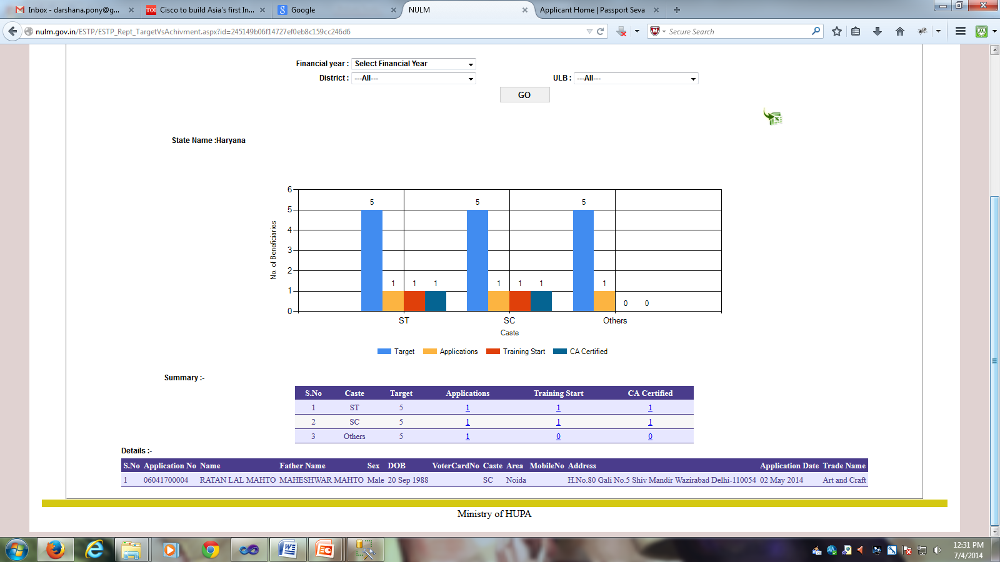 Inbox - darshana.pony@g... Cisco to build Asia's first In... Google NULM Applicant Home | Passport Seva
nulm.gov.in/ESTP/ESTP_Rept_TargetVsAchivment.aspx?id=245149b06f14727ef0eb8c159cc246d6 Secure Search
Financial year : Select Financial Year
District : ---All--- ULB : ---All---
GO
State Name :Haryana
6
5
4
3
2
1
0
No. of Beneficiaries
5 1 1 1 5 1 1 1 5 1 0 0
ST SC Others
Caste
Target Applications Training Start CA Certified
Summary :-
S.No Caste Target Applications Training Start CA Certified
1 ST 5 1 1 1
2 SC 5 1 1 1
3 Others 5 1 0 0
Details :-
S.No Application No Name Father Name Sex DOB VoterCardNo Caste Area MobileNo Address Application Date Trade Name
1 06041700004 RATAN LAL MAHTO MAHESHWAR MAHTO Male 20 Sep 1988 SC Noida H.No.80 Gali No.5 Shiv Mandir Wazirabad Delhi-110054 02 May 2014 Art and Craft
Ministry of HUPA
12:31 PM
7/4/2014